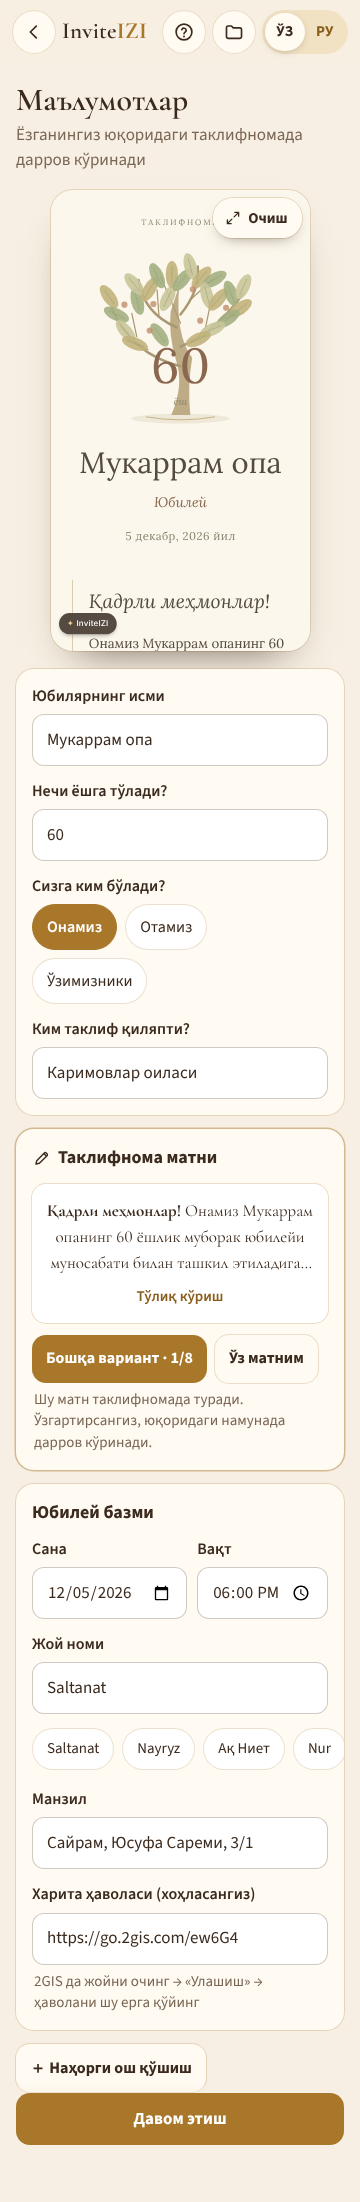 InviteIZI
ЎЗ РУ
Маълумотлар
Ёзганингиз юқоридаги таклифномада
дарров кўринади
Очиш
60
ёш
Мукаррам опа
Юбилей
5 декабр, 2026 йил
Қадрли меҳмонлар!
✦ InviteIZI
Онамиз Мукаррам опанинг 60
Юбилярнинг исми
Мукаррам опа
Нечи ёшга тўлади?
60
Сизга ким бўлади?
Онамиз Отамиз
Ўзимизники
Ким таклиф қиляпти?
Каримовлар оиласи
Таклифнома матни
Қадрли меҳмонлар! Онамиз Мукаррам
опанинг 60 ёшлик муборак юбилейи
муносабати билан ташкил этиладига...
Тўлиқ кўриш
Бошқа вариант · 1/8 Ўз матним
Шу матн таклифномада туради.
Ўзгартирсангиз, юқоридаги намунада
дарров кўринади.
Юбилей базми
Сана Вақт
12/05/2026 06:00 PM
Жой номи
Saltanat
Saltanat Nayryz Ақ Ниет Nur
Манзил
Сайрам, Юсуфа Сареми, 3/1
Харита ҳаволаси (хоҳласангиз)
https://go.2gis.com/ew6G4
2GIS да жойни очинг → «Улашиш» →
ҳаволани шу ерга қўйинг
+ Наҳорги ош қўшиш
Давом этиш